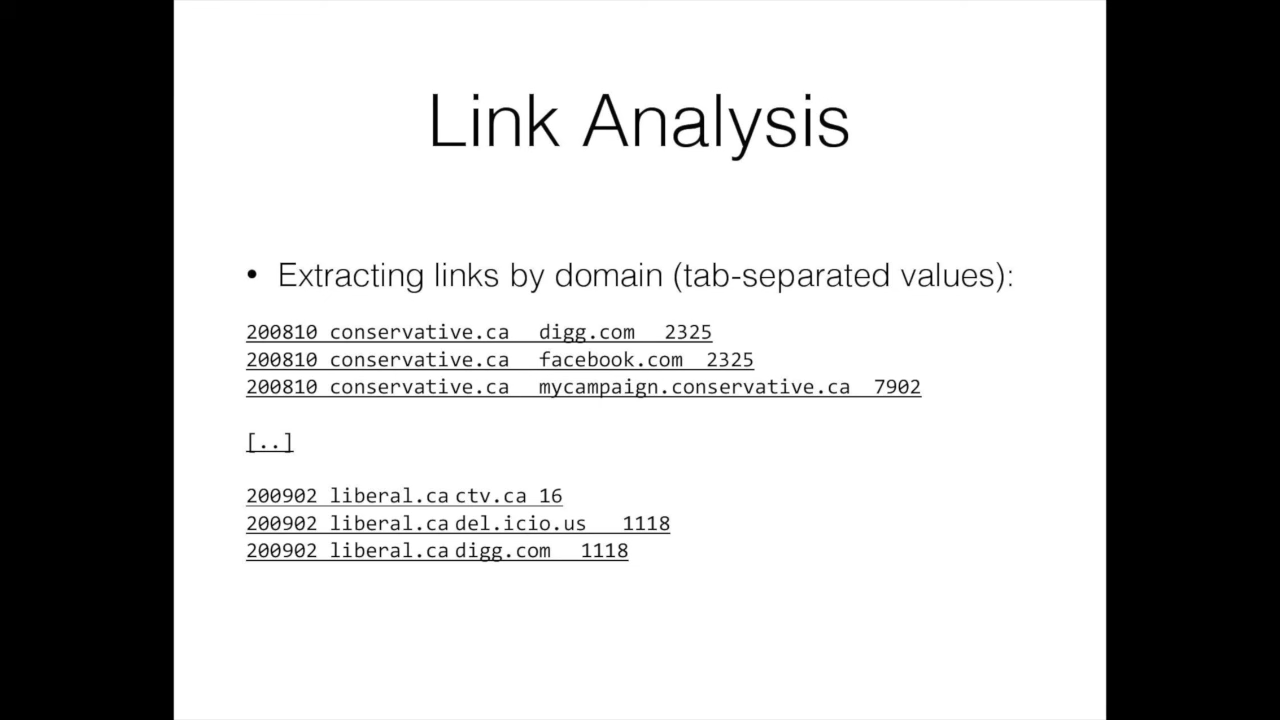 Link Analysis
• Extracting links by domain (tab-separated values):
200810 conservative.ca digg.com 2325
200810 conservative.ca facebook.com 2325
200810 conservative.ca mycampaign.conservative.ca 7902
[..]
200902 liberal.ca ctv.ca 16
200902 liberal.ca del.icio.us 1118
200902 liberal.ca digg.com 1118